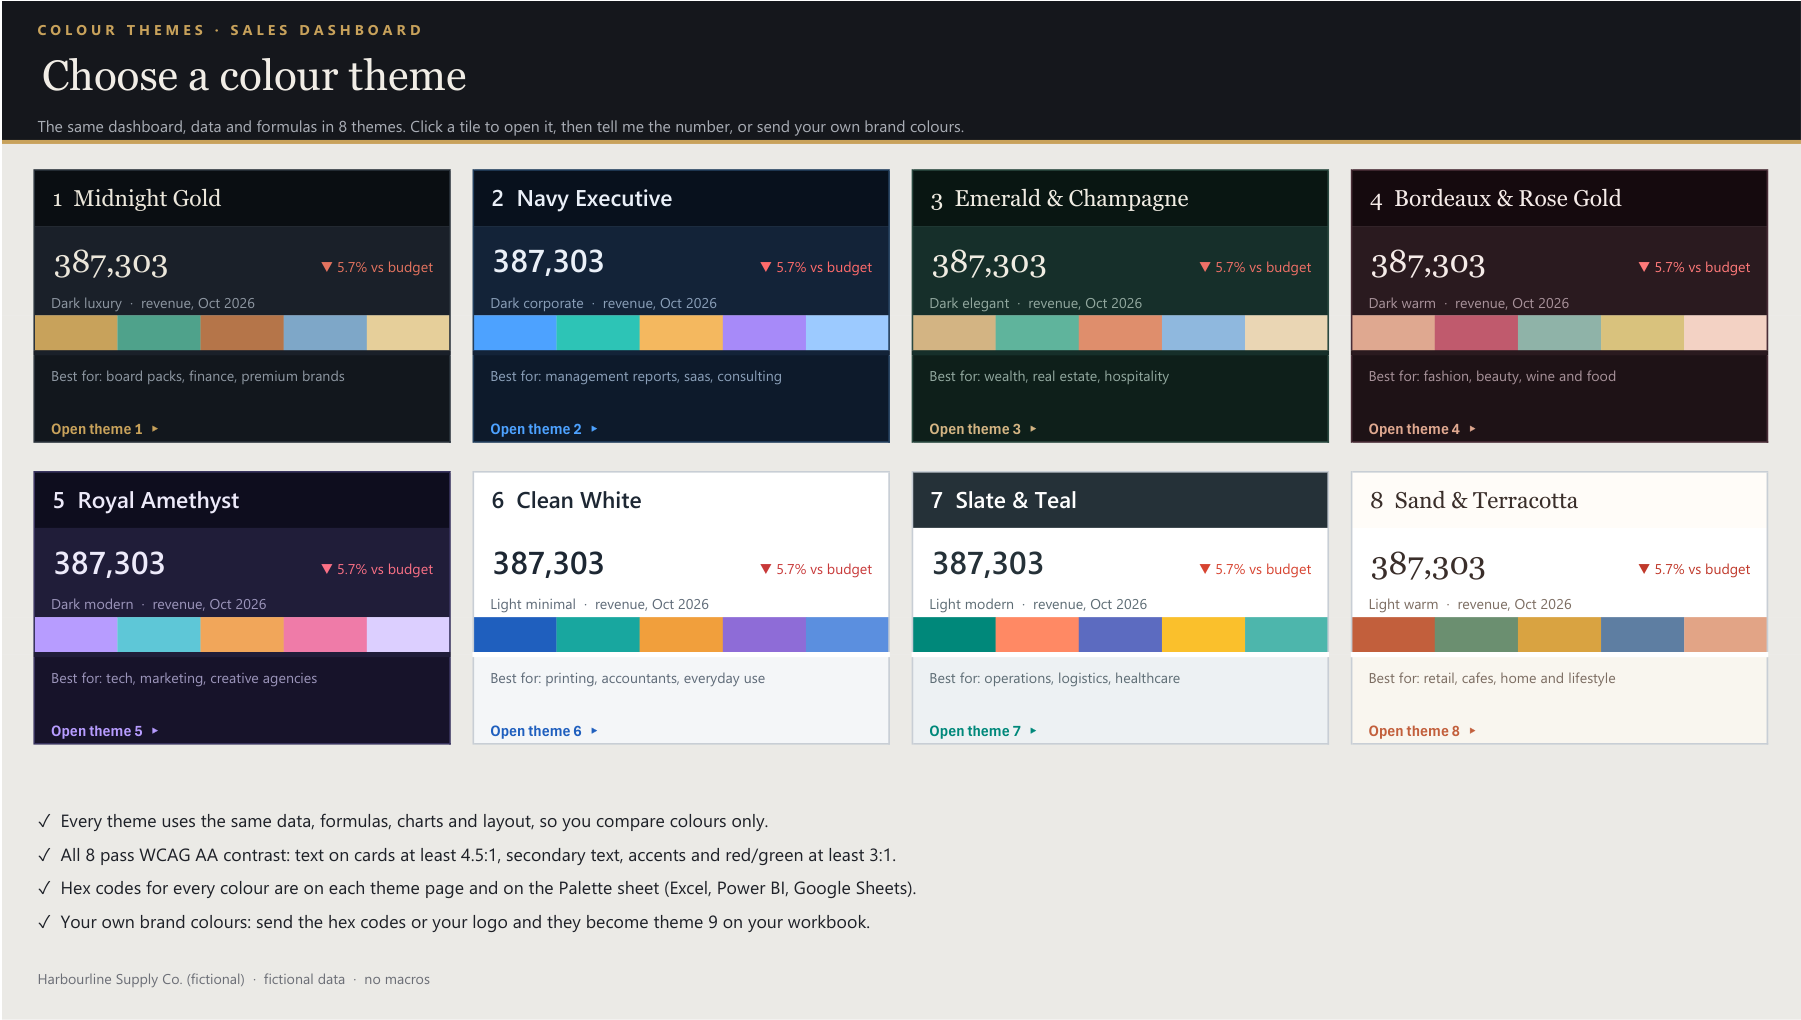 COLOUR THEMES · SALES DASHBOARD
Choose a colour theme
The same dashboard, data and formulas in 8 themes. Click a tile to open it, then tell me the number, or send your own brand colours.
1 Midnight Gold
387,303 ▼ 5.7% vs budget
Dark luxury · revenue, Oct 2026
Best for: board packs, finance, premium brands
Open theme 1 ▸
2 Navy Executive
387,303 ▼ 5.7% vs budget
Dark corporate · revenue, Oct 2026
Best for: management reports, saas, consulting
Open theme 2 ▸
3 Emerald & Champagne
387,303 ▼ 5.7% vs budget
Dark elegant · revenue, Oct 2026
Best for: wealth, real estate, hospitality
Open theme 3 ▸
4 Bordeaux & Rose Gold
387,303 ▼ 5.7% vs budget
Dark warm · revenue, Oct 2026
Best for: fashion, beauty, wine and food
Open theme 4 ▸
5 Royal Amethyst
387,303 ▼ 5.7% vs budget
Dark modern · revenue, Oct 2026
Best for: tech, marketing, creative agencies
Open theme 5 ▸
6 Clean White
387,303 ▼ 5.7% vs budget
Light minimal · revenue, Oct 2026
Best for: printing, accountants, everyday use
Open theme 6 ▸
7 Slate & Teal
387,303 ▼ 5.7% vs budget
Light modern · revenue, Oct 2026
Best for: operations, logistics, healthcare
Open theme 7 ▸
8 Sand & Terracotta
387,303 ▼ 5.7% vs budget
Light warm · revenue, Oct 2026
Best for: retail, cafes, home and lifestyle
Open theme 8 ▸
✓ Every theme uses the same data, formulas, charts and layout, so you compare colours only.
✓ All 8 pass WCAG AA contrast: text on cards at least 4.5:1, secondary text, accents and red/green at least 3:1.
✓ Hex codes for every colour are on each theme page and on the Palette sheet (Excel, Power BI, Google Sheets).
✓ Your own brand colours: send the hex codes or your logo and they become theme 9 on your workbook.
Harbourline Supply Co. (fictional) · fictional data · no macros